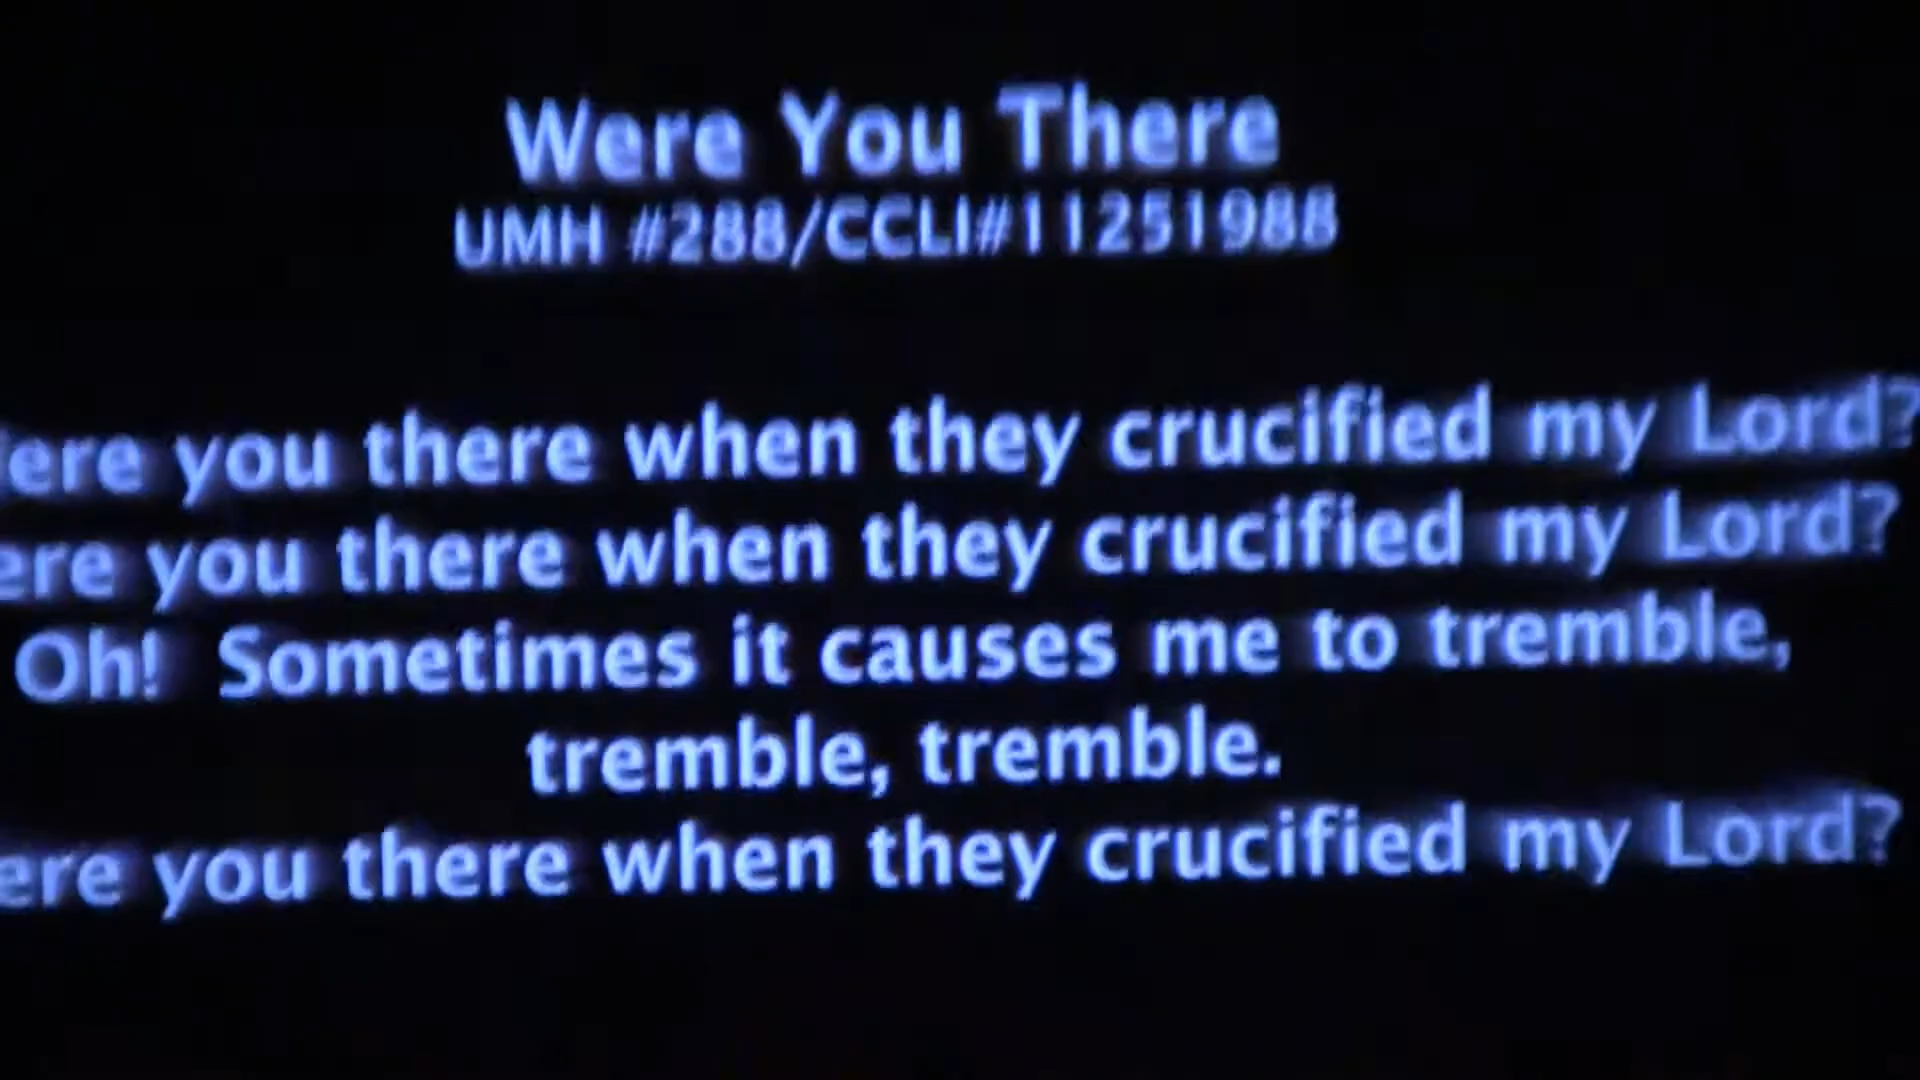 Were You There
UMH #288/CCLI#11251988
ere you there when they crucified my Lord?
ere you there when they crucified my Lord?
Oh! Sometimes it causes me to tremble,
tremble, tremble.
ere you there when they crucified my Lord?